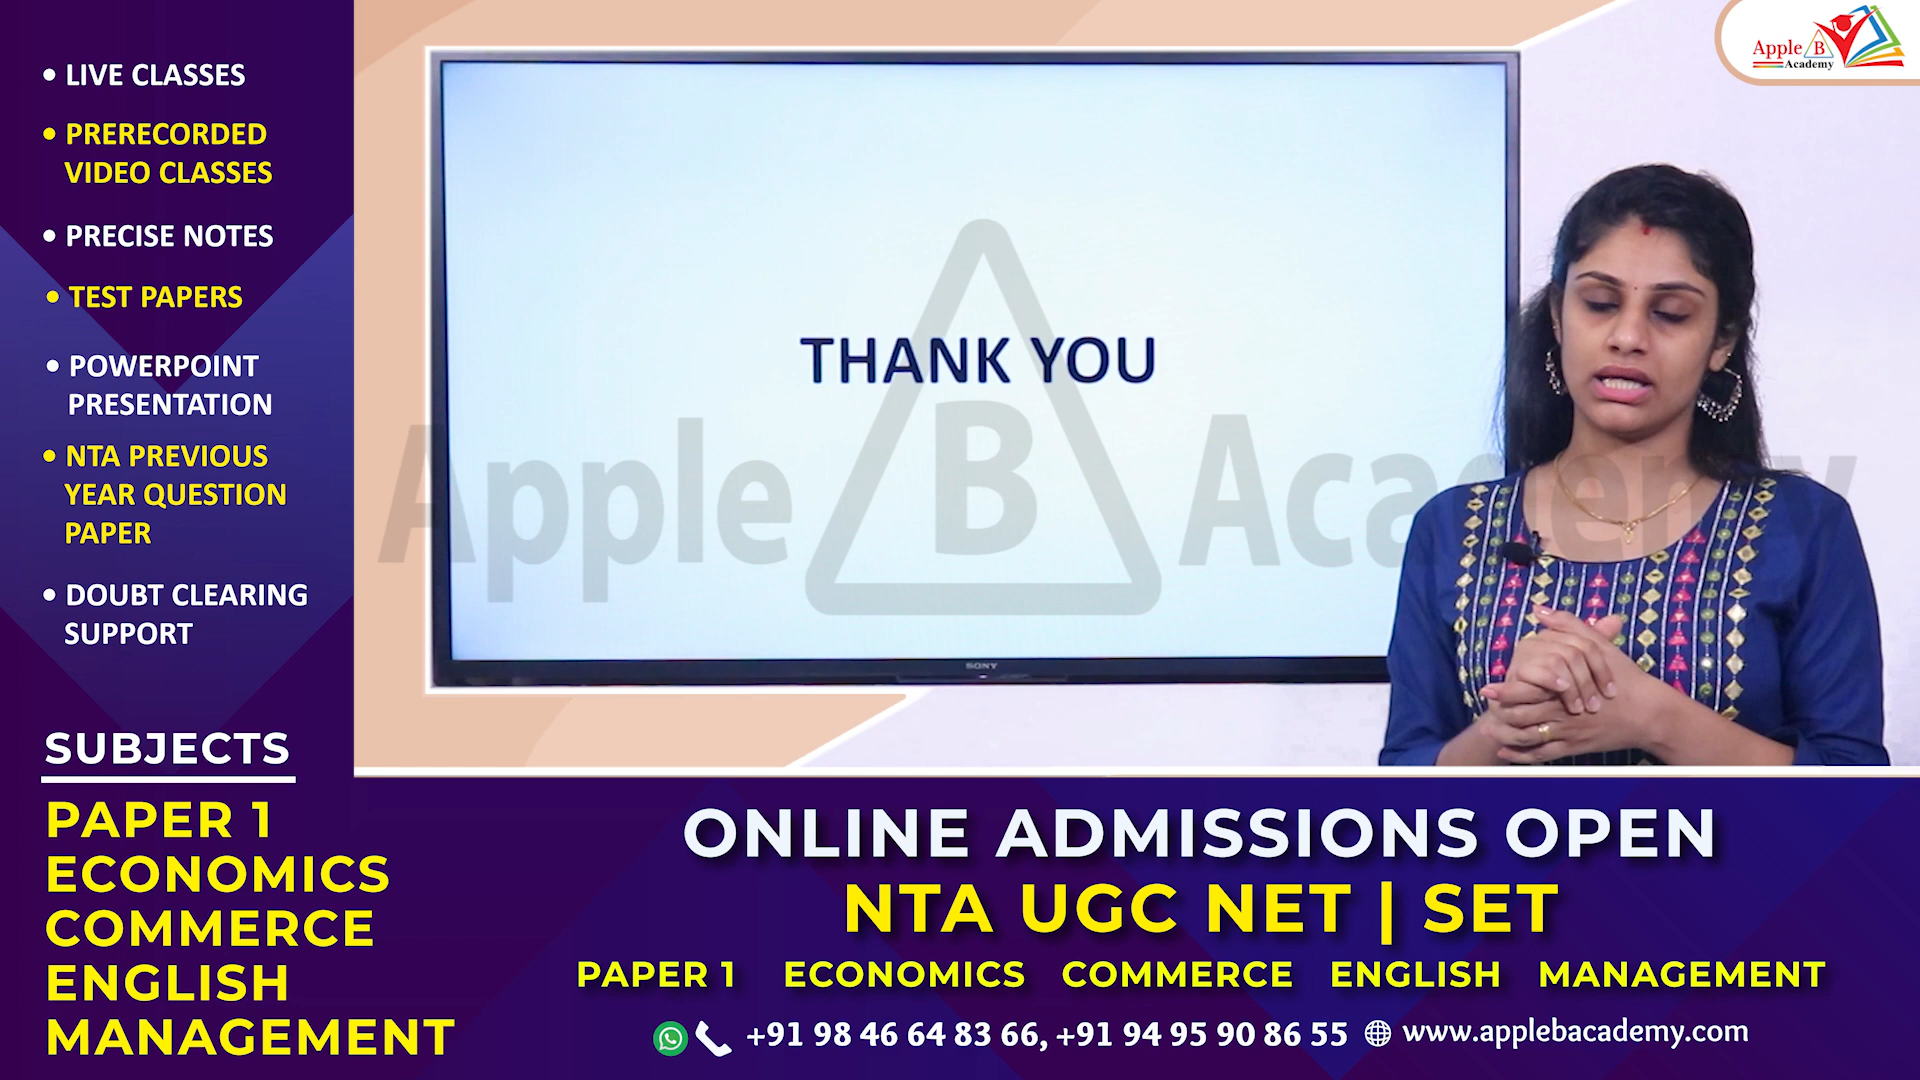 • LIVE CLASSES
• PRERECORDED
VIDEO CLASSES
• PRECISE NOTES
• TEST PAPERS
• POWERPOINT
PRESENTATION
• NTA PREVIOUS
YEAR QUESTION
PAPER
• DOUBT CLEARING
SUPPORT
SUBJECTS
PAPER 1
ECONOMICS
COMMERCE
ENGLISH
MANAGEMENT
Apple B
Academy
THANK YOU
Apple B Academy
SONY
ONLINE ADMISSIONS OPEN
NTA UGC NET | SET
PAPER 1 ECONOMICS COMMERCE ENGLISH MANAGEMENT
+91 98 46 64 83 66, +91 94 95 90 86 55 www.applebacademy.com